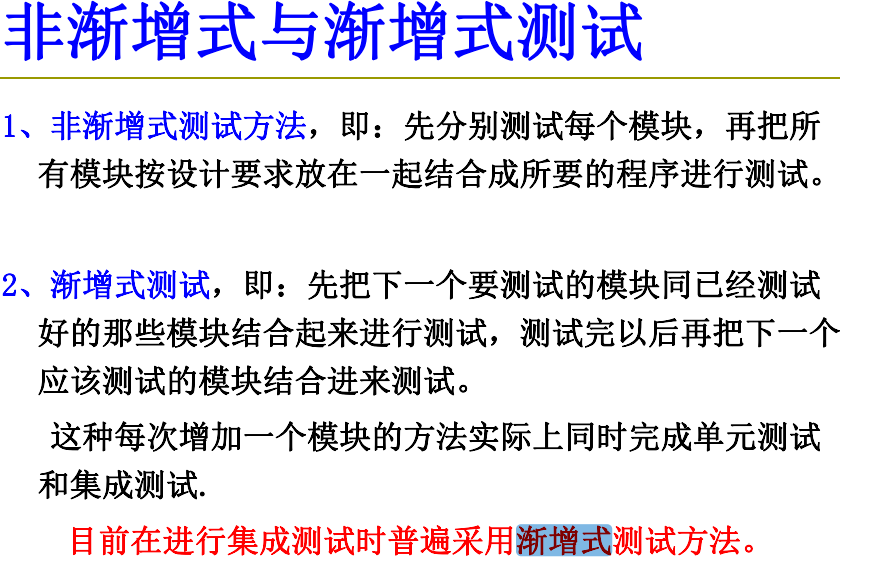 非渐增式与渐增式测试
1、非渐增式测试方法，即：先分别测试每个模块，再把所
有模块按设计要求放在一起结合成所要的程序进行测试。
2、渐增式测试，即：先把下一个要测试的模块同已经测试
好的那些模块结合起来进行测试，测试完以后再把下一个
应该测试的模块结合进来测试。
这种每次增加一个模块的方法实际上同时完成单元测试
和集成测试.
目前在进行集成测试时普遍采用渐增式测试方法。